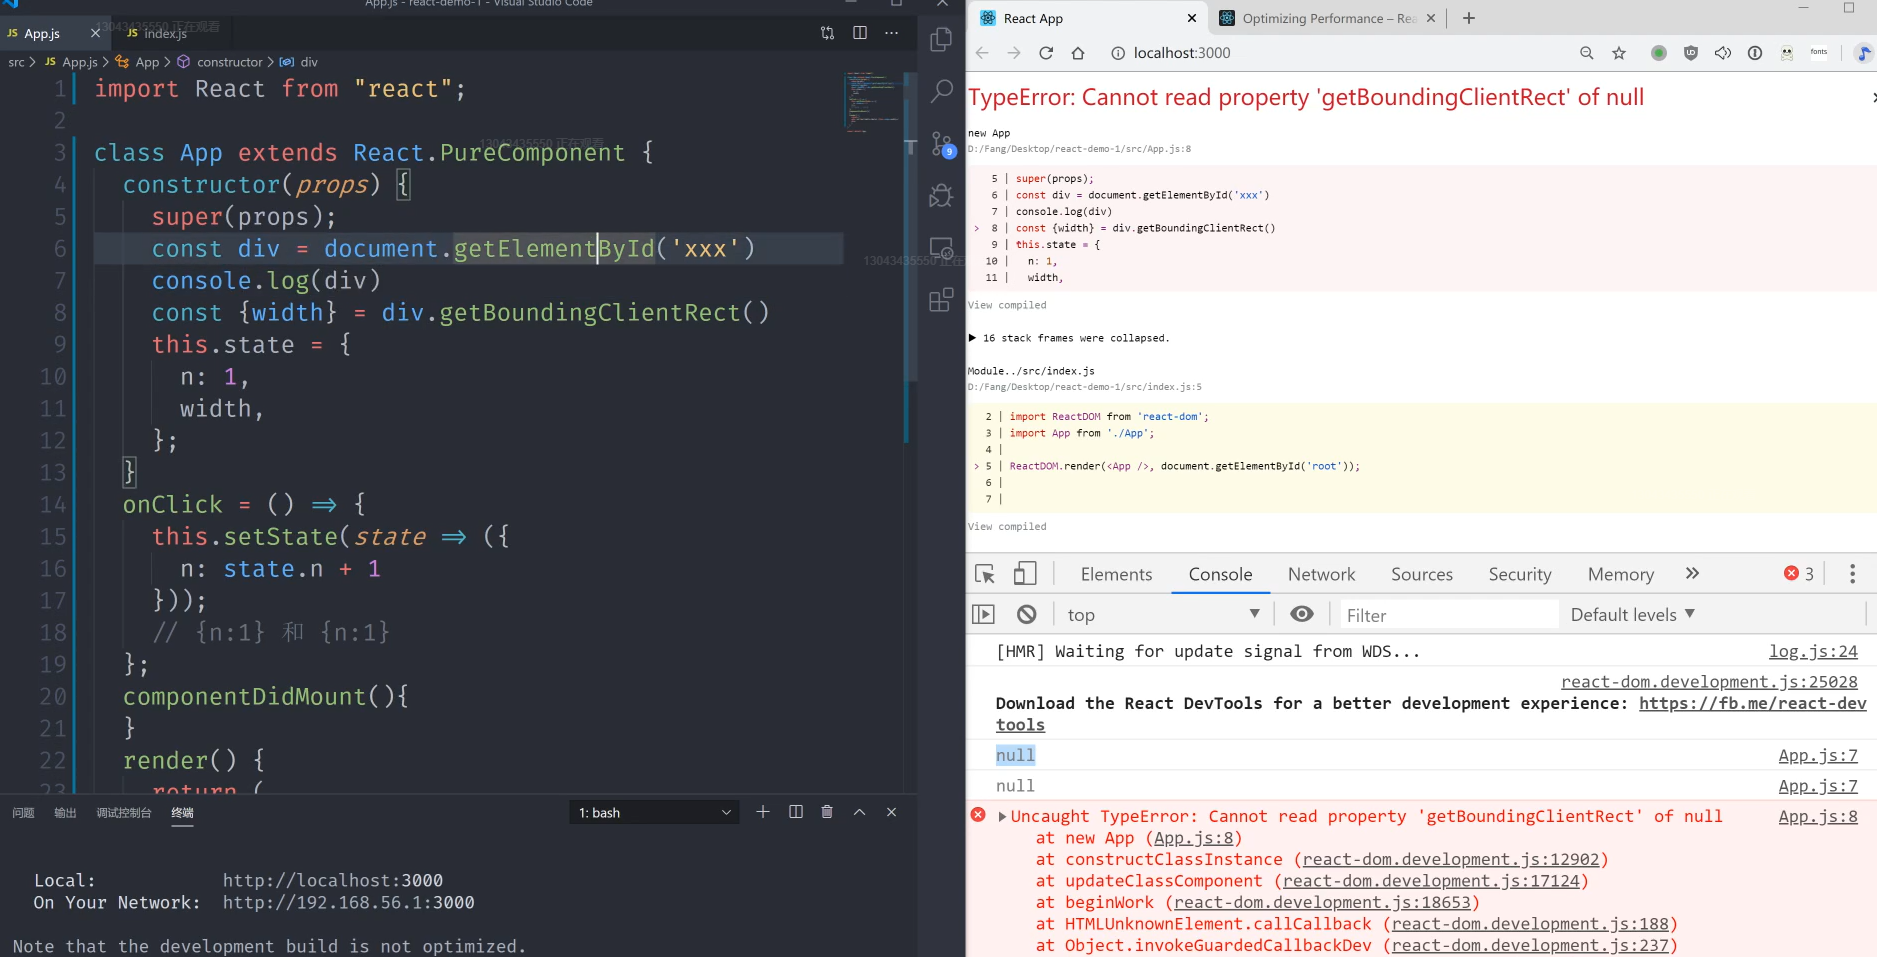 App.js - react-demo-1 - Visual Studio Code
JS App.js
JS index.js
13043435550 正在观看
src > JS App.js > App > constructor > div
1 import React from "react";
2
3 class App extends React.PureComponent {
13043435550 正在观看
4 constructor(props) {
5 super(props);
6 const div = document.getElementById('xxx')
13043435550 正在
7 console.log(div)
8 const {width} = div.getBoundingClientRect()
9 this.state = {
10 n: 1,
11 width,
12 };
13 }
14 onClick = () => {
15 this.setState(state => ({
16 n: state.n + 1
17 }));
18 // {n:1} 和 {n:1}
19 };
20 componentDidMount(){
21 }
22 render() {
23 return (
9
问题 输出 调试控制台 终端
1: bash
Local: http://localhost:3000
On Your Network: http://192.168.56.1:3000
Note that the development build is not optimized.
React App
Optimizing Performance – Rea
localhost:3000
fonts
TypeError: Cannot read property 'getBoundingClientRect' of null
new App
D:/Fang/Desktop/react-demo-1/src/App.js:8
5 | super(props);
6 | const div = document.getElementById('xxx')
7 | console.log(div)
> 8 | const {width} = div.getBoundingClientRect()
9 | this.state = {
10 | n: 1,
11 | width,
View compiled
▶ 16 stack frames were collapsed.
Module../src/index.js
D:/Fang/Desktop/react-demo-1/src/index.js:5
2 | import ReactDOM from 'react-dom';
3 | import App from './App';
4 |
> 5 | ReactDOM.render(<App />, document.getElementById('root'));
6 |
7 |
View compiled
Elements Console Network Sources Security Memory » 3
top Filter Default levels ▼
[HMR] Waiting for update signal from WDS... log.js:24
react-dom.development.js:25028
Download the React DevTools for a better development experience: https://fb.me/react-dev
tools
null App.js:7
null App.js:7
▶Uncaught TypeError: Cannot read property 'getBoundingClientRect' of null App.js:8
at new App (App.js:8)
at constructClassInstance (react-dom.development.js:12902)
at updateClassComponent (react-dom.development.js:17124)
at beginWork (react-dom.development.js:18653)
at HTMLUnknownElement.callCallback (react-dom.development.js:188)
at Object.invokeGuardedCallbackDev (react-dom.development.js:237)